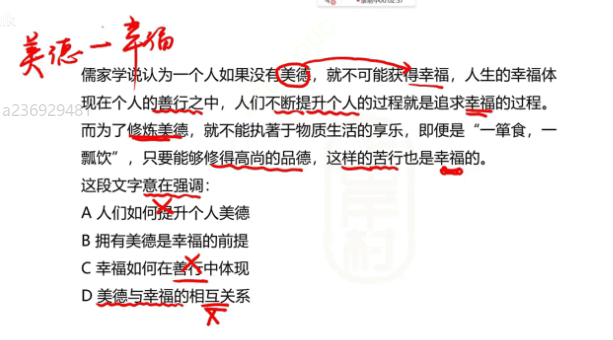 美德一幸福
儒家学说认为一个人如果没有美德，就不可能获得幸福，人生的幸福体
现在个人的善行之中，人们不断提升个人的过程就是追求幸福的过程。
a236929481
而为了修炼美德，就不能执著于物质生活的享乐，即便是“一箪食，一
瓢饮”，只要能够修得高尚的品德，这样的苦行也是幸福的。
这段文字意在强调：
A 人们如何提升个人美德
B 拥有美德是幸福的前提
C 幸福如何在善行中体现
D 美德与幸福的相互关系